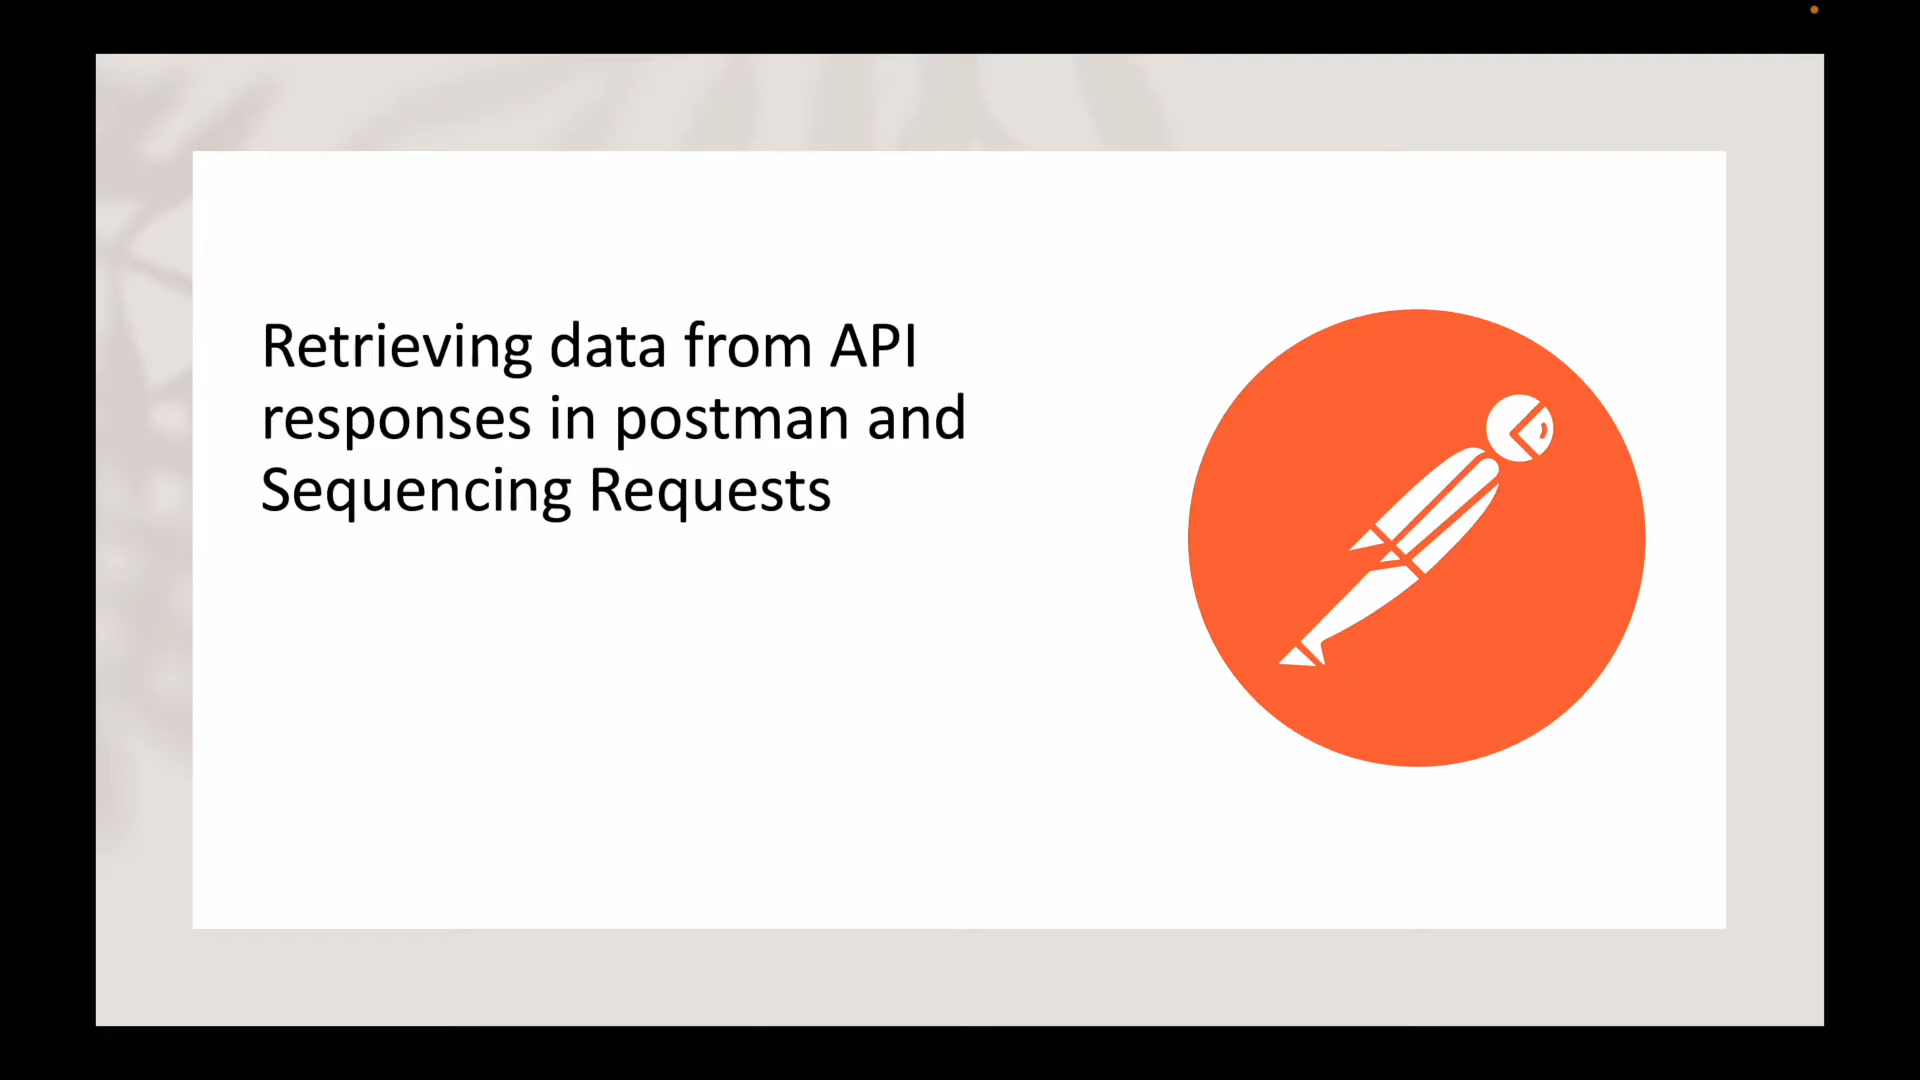 Retrieving data from API
responses in postman and
Sequencing Requests